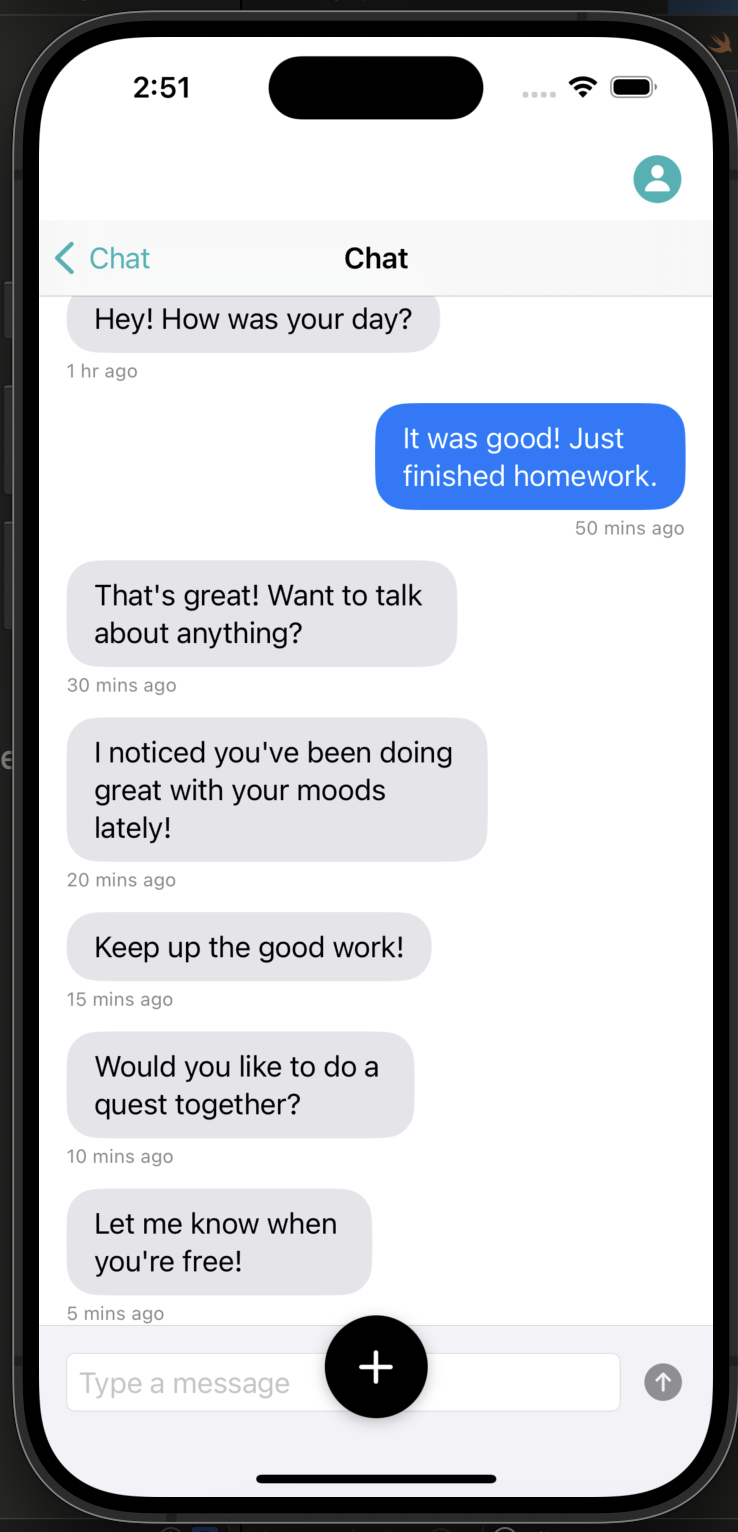 2:51
Chat
Chat
Hey! How was your day?
1 hr ago
It was good! Just
finished homework.
50 mins ago
That's great! Want to talk
about anything?
30 mins ago
I noticed you've been doing
great with your moods
lately!
20 mins ago
Keep up the good work!
15 mins ago
Would you like to do a
quest together?
10 mins ago
Let me know when
you're free!
5 mins ago
Type a message